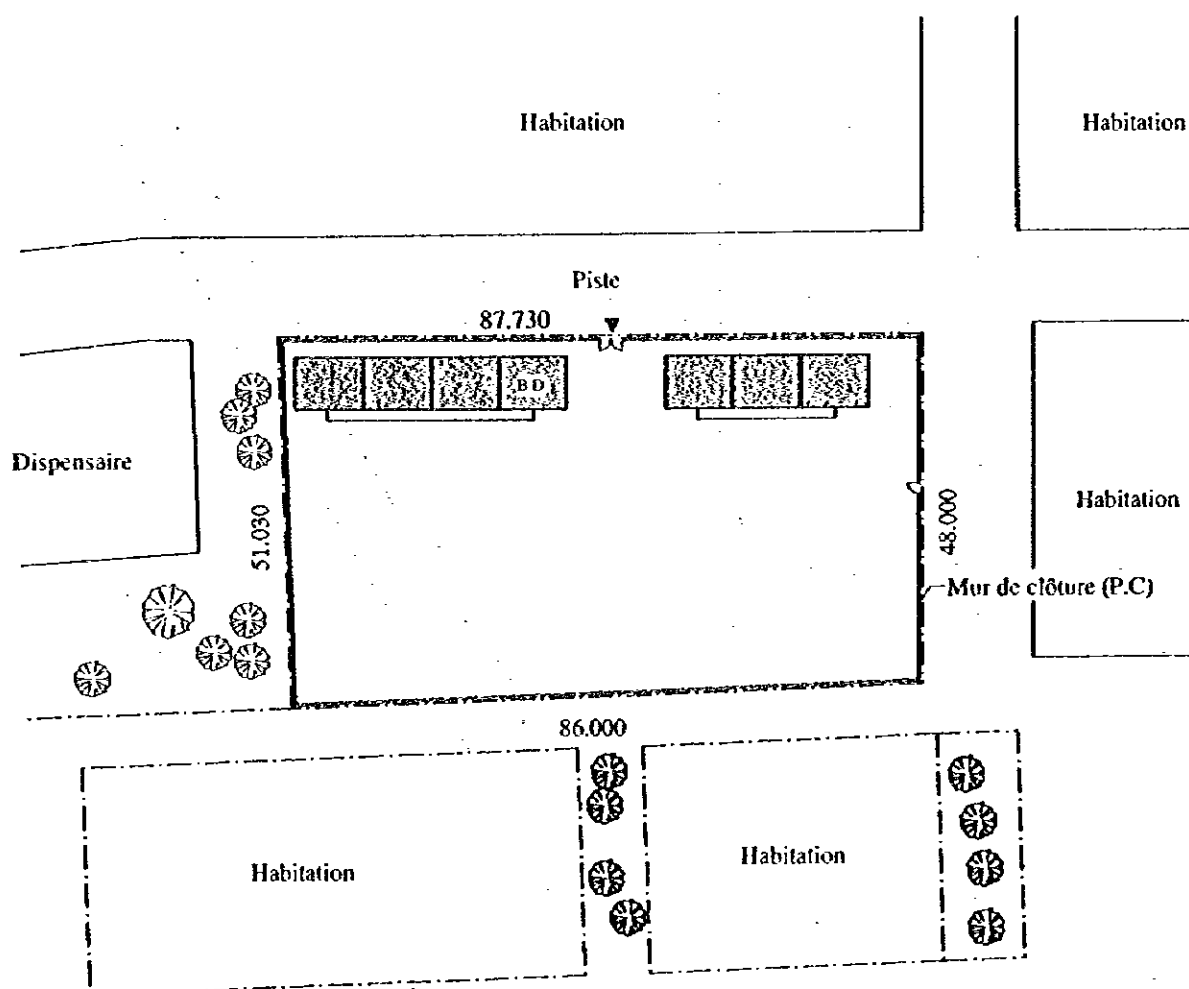 Habitation
Habitation
Piste
87.730
BD
Dispensaire
51.030
48.000
Habitation
Mur de clôture (P.C)
86.000
Habitation
Habitation